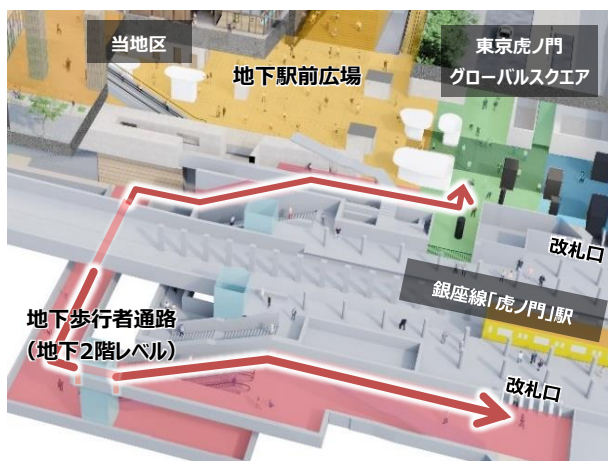 当地区
地下駅前広場
東京虎ノ門
グローバルスクエア
改札口
銀座線｢虎ノ門｣駅
地下歩行者通路
（地下2階レベル）
改札口